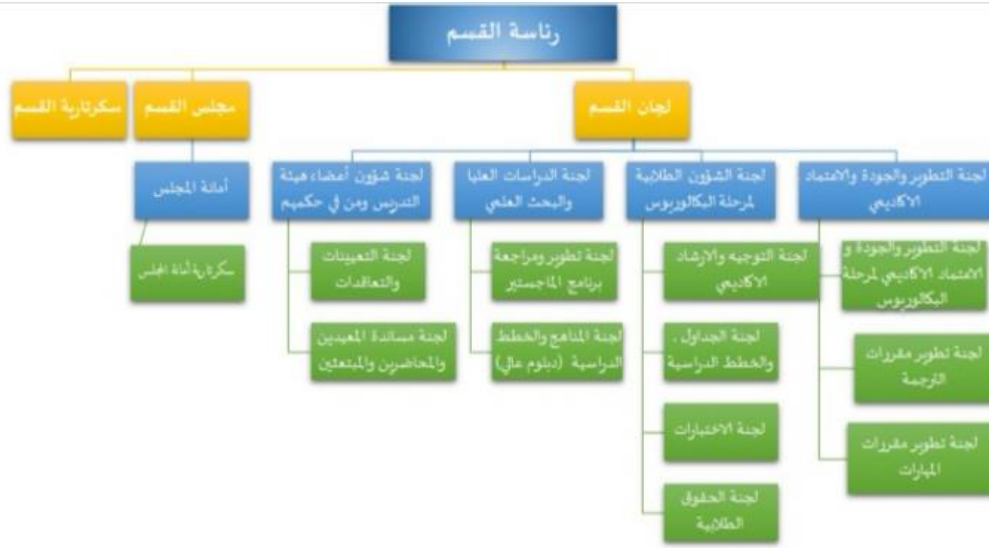 رئاسة القسم
لجان القسم
مجلس القسم
سكرتارية القسم
لجنة التطوير والجودة والاعتماد
الاكاديمي
لجنة الشؤون الطلابية
لمرحلة البكالوريوس
لجنة الدراسات العليا
والبحث العلمي
لجنة شؤون أعضاء هيئة
التدريس ومن في حكمهم
أمانة المجلس
لجنة التطوير والجودة و
الاعتماد الاكاديمي لمرحلة
البكالوريوس
لجنة التوجيه والارشاد
الاكاديمي
لجنة تطوير ومراجعة
برنامج الماجستير
لجنة التعيينات
والتعاقدات
سكرتارية أمانة المجلس
لجنة تطوير مقررات
الترجمة
لجنة الجداول .
والخطط الدراسية
لجنة المناهج والخطط
الدراسية (دبلوم عالي)
لجنة مساندة المعيدين
والمحاضرين والمبتعثين
لجنة تطوير مقررات
المهارات
لجنة الاختبارات
لجنة الحقوق
الطلابية